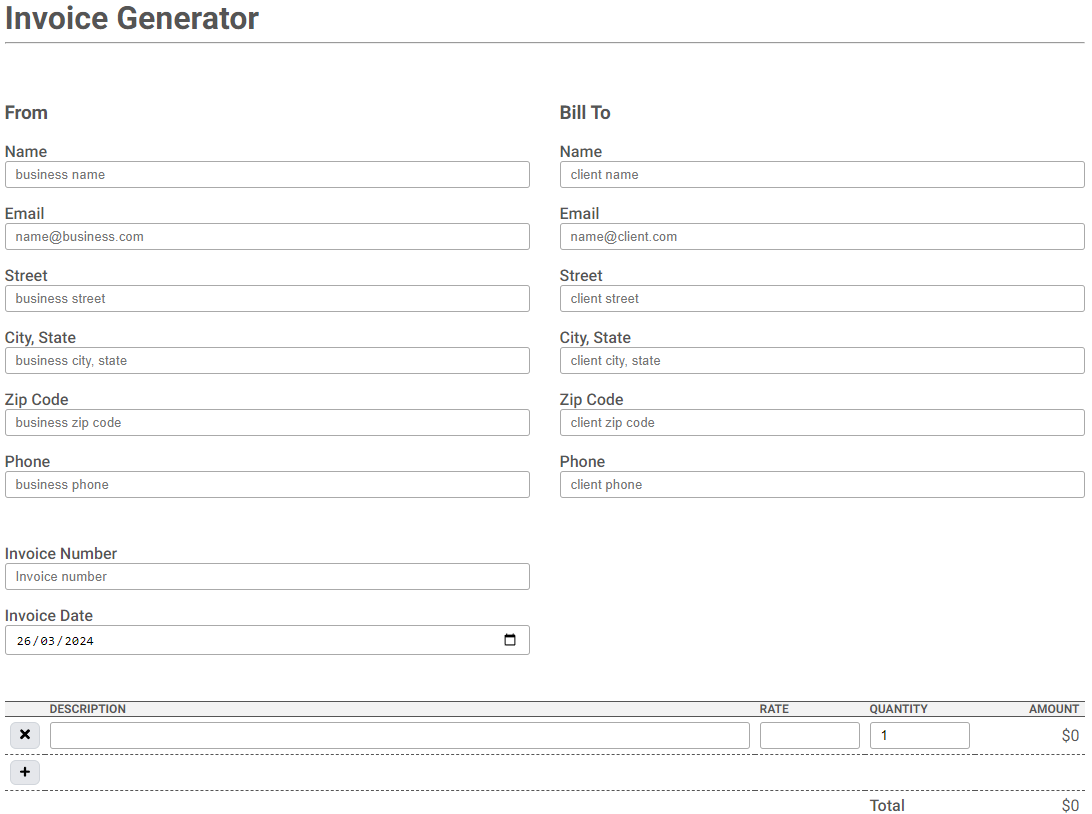 Invoice Generator
From
Name
business name
Email
name@business.com
Street
business street
City, State
business city, state
Zip Code
business zip code
Phone
business phone
Bill To
Name
client name
Email
name@client.com
Street
client street
City, State
client city, state
Zip Code
client zip code
Phone
client phone
Invoice Number
Invoice number
Invoice Date
26/03/2024
DESCRIPTION RATE QUANTITY AMOUNT
1 $0
Total $0